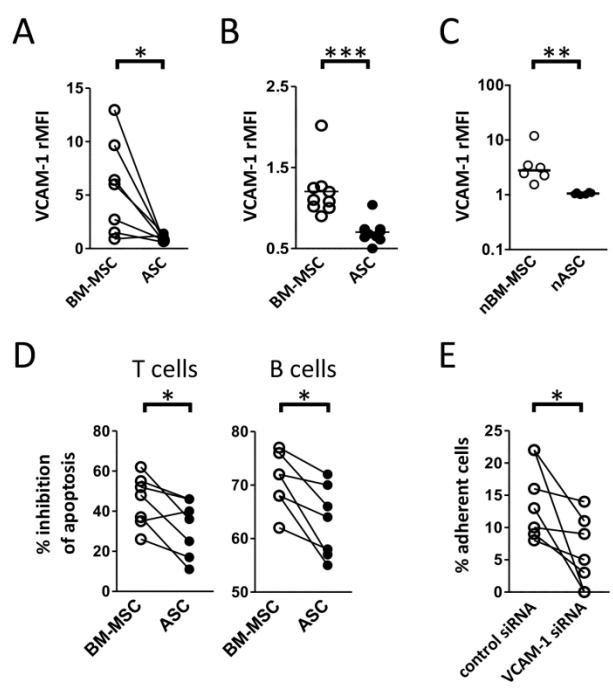 A
B
C
*
***
**
VCAM-1 rMFI
15
10
5
0
BM-MSC
ASC
VCAM-1 rMFI
2.5
1.5
0.5
BM-MSC
ASC
VCAM-1 rMFI
100
10
1
0.1
nBM-MSC
nASC
D
T cells
B cells
E
*
*
*
% inhibition
of apoptosis
80
60
40
20
0
BM-MSC
ASC
80
70
60
50
BM-MSC
ASC
% adherent cells
25
20
15
10
5
0
control siRNA
VCAM-1 siRNA